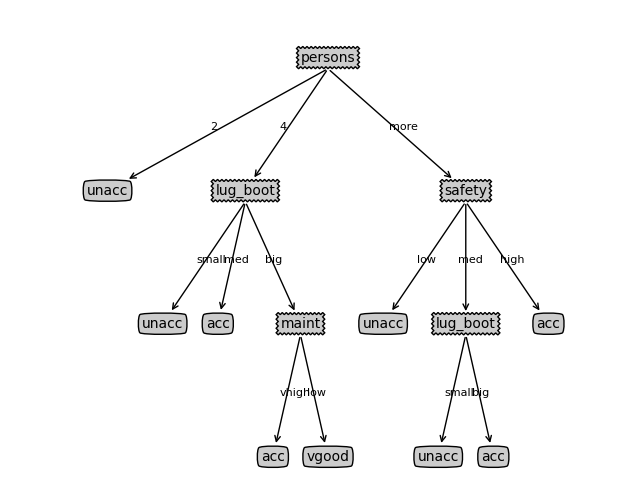 persons
2 4 more
unacc lug_boot safety
small med big low med high
unacc acc maint unacc lug_boot acc
vhigh low small big
acc vgood unacc acc